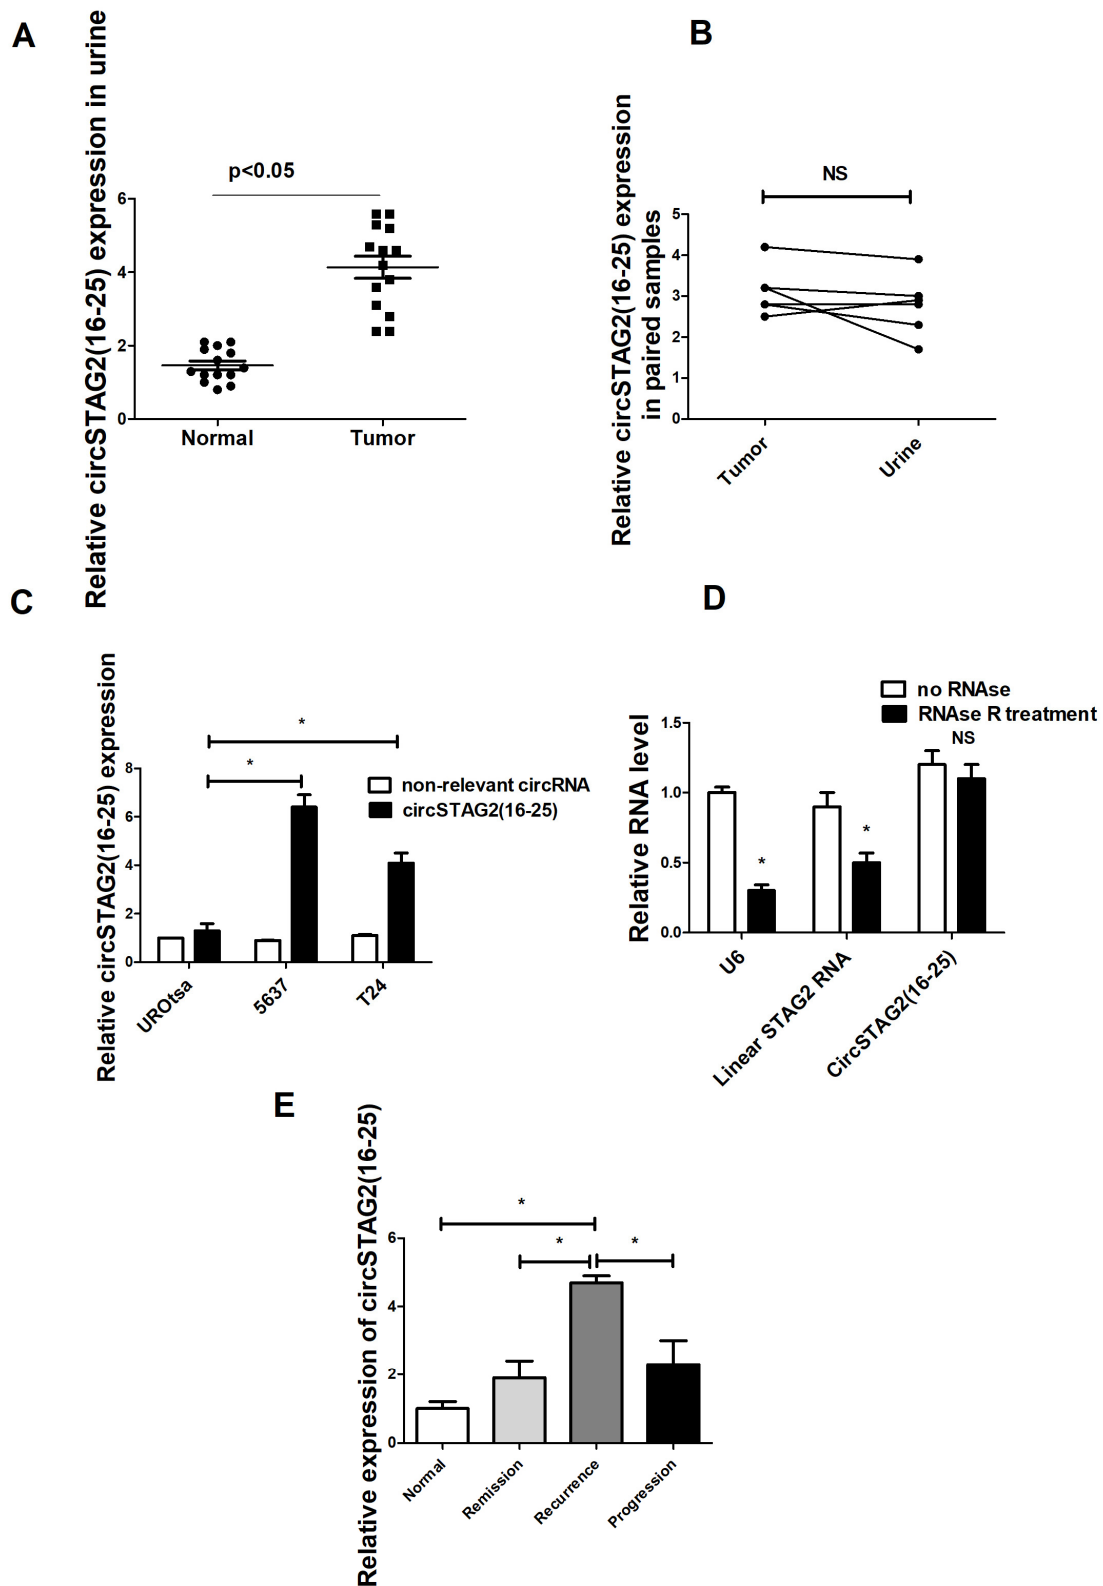 A
Relative circSTAG2(16-25) expression in urine
p<0.05
6
4
2
0
Normal
Tumor
B
Relative circSTAG2(16-25) expression
in paired samples
NS
5
4
3
2
1
0
Tumor
Urine
C
Relative circSTAG2(16-25) expression
*
*
8
6
4
2
0
non-relevant circRNA
circSTAG2(16-25)
UROtsa
5637
T24
D
Relative RNA level
no RNAse
RNAse R treatment
NS
1.5
1.0
0.5
0.0
*
*
U6
Linear STAG2 RNA
CircSTAG2(16-25)
E
Relative expression of circSTAG2(16-25)
*
*
*
6
4
2
0
Normal
Remission
Recurrence
Progression